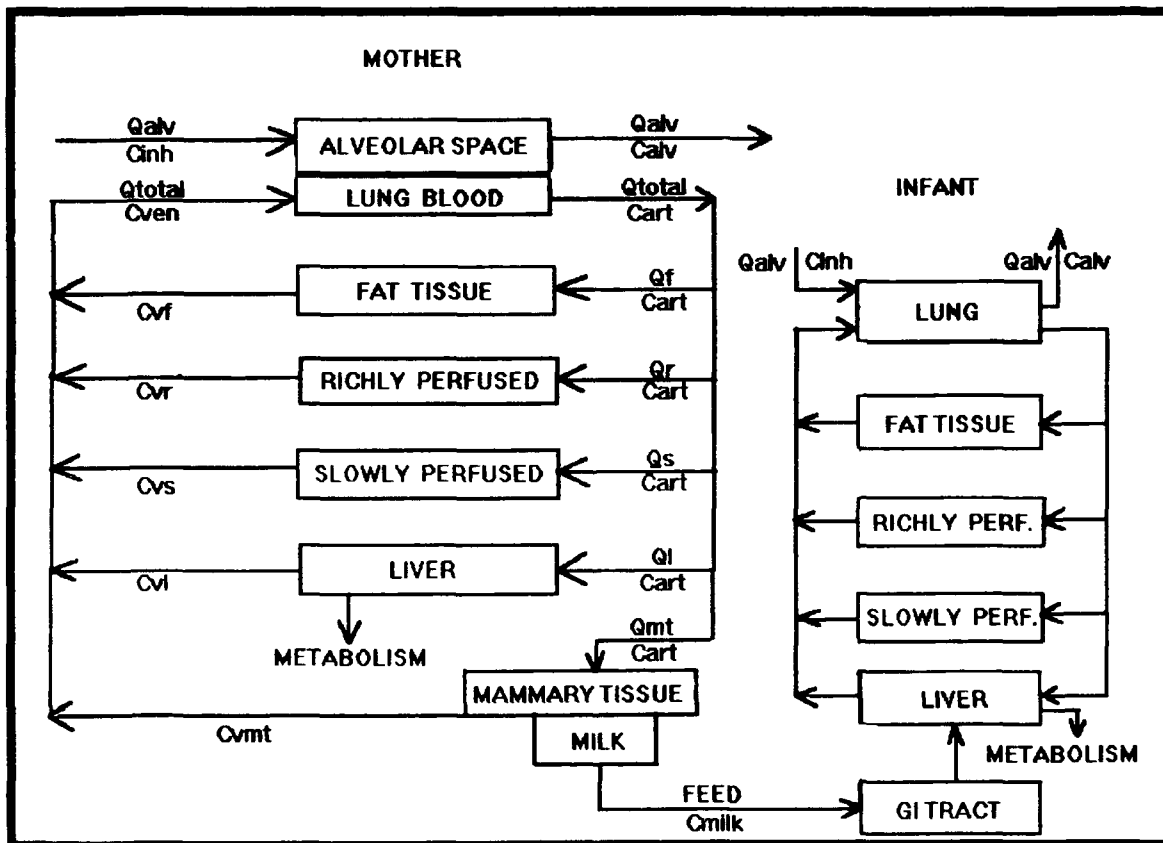 MOTHER
Qalv
Cinh
ALVEOLAR SPACE
Qalv
Calv
Qtotal
Cven
LUNG BLOOD
Qtotal
Cart
Cvf
FAT TISSUE
Qf
Cart
Cvr
RICHLY PERFUSED
Qr
Cart
Cvs
SLOWLY PERFUSED
Qs
Cart
Cvl
LIVER
Ql
Cart
METABOLISM
Qmt
Cart
MAMMARY TISSUE
Cvmt
MILK
FEED
Cmilk
INFANT
Qalv
Cinh
Qalv
Calv
LUNG
FAT TISSUE
RICHLY PERF.
SLOWLY PERF.
LIVER
METABOLISM
GI TRACT